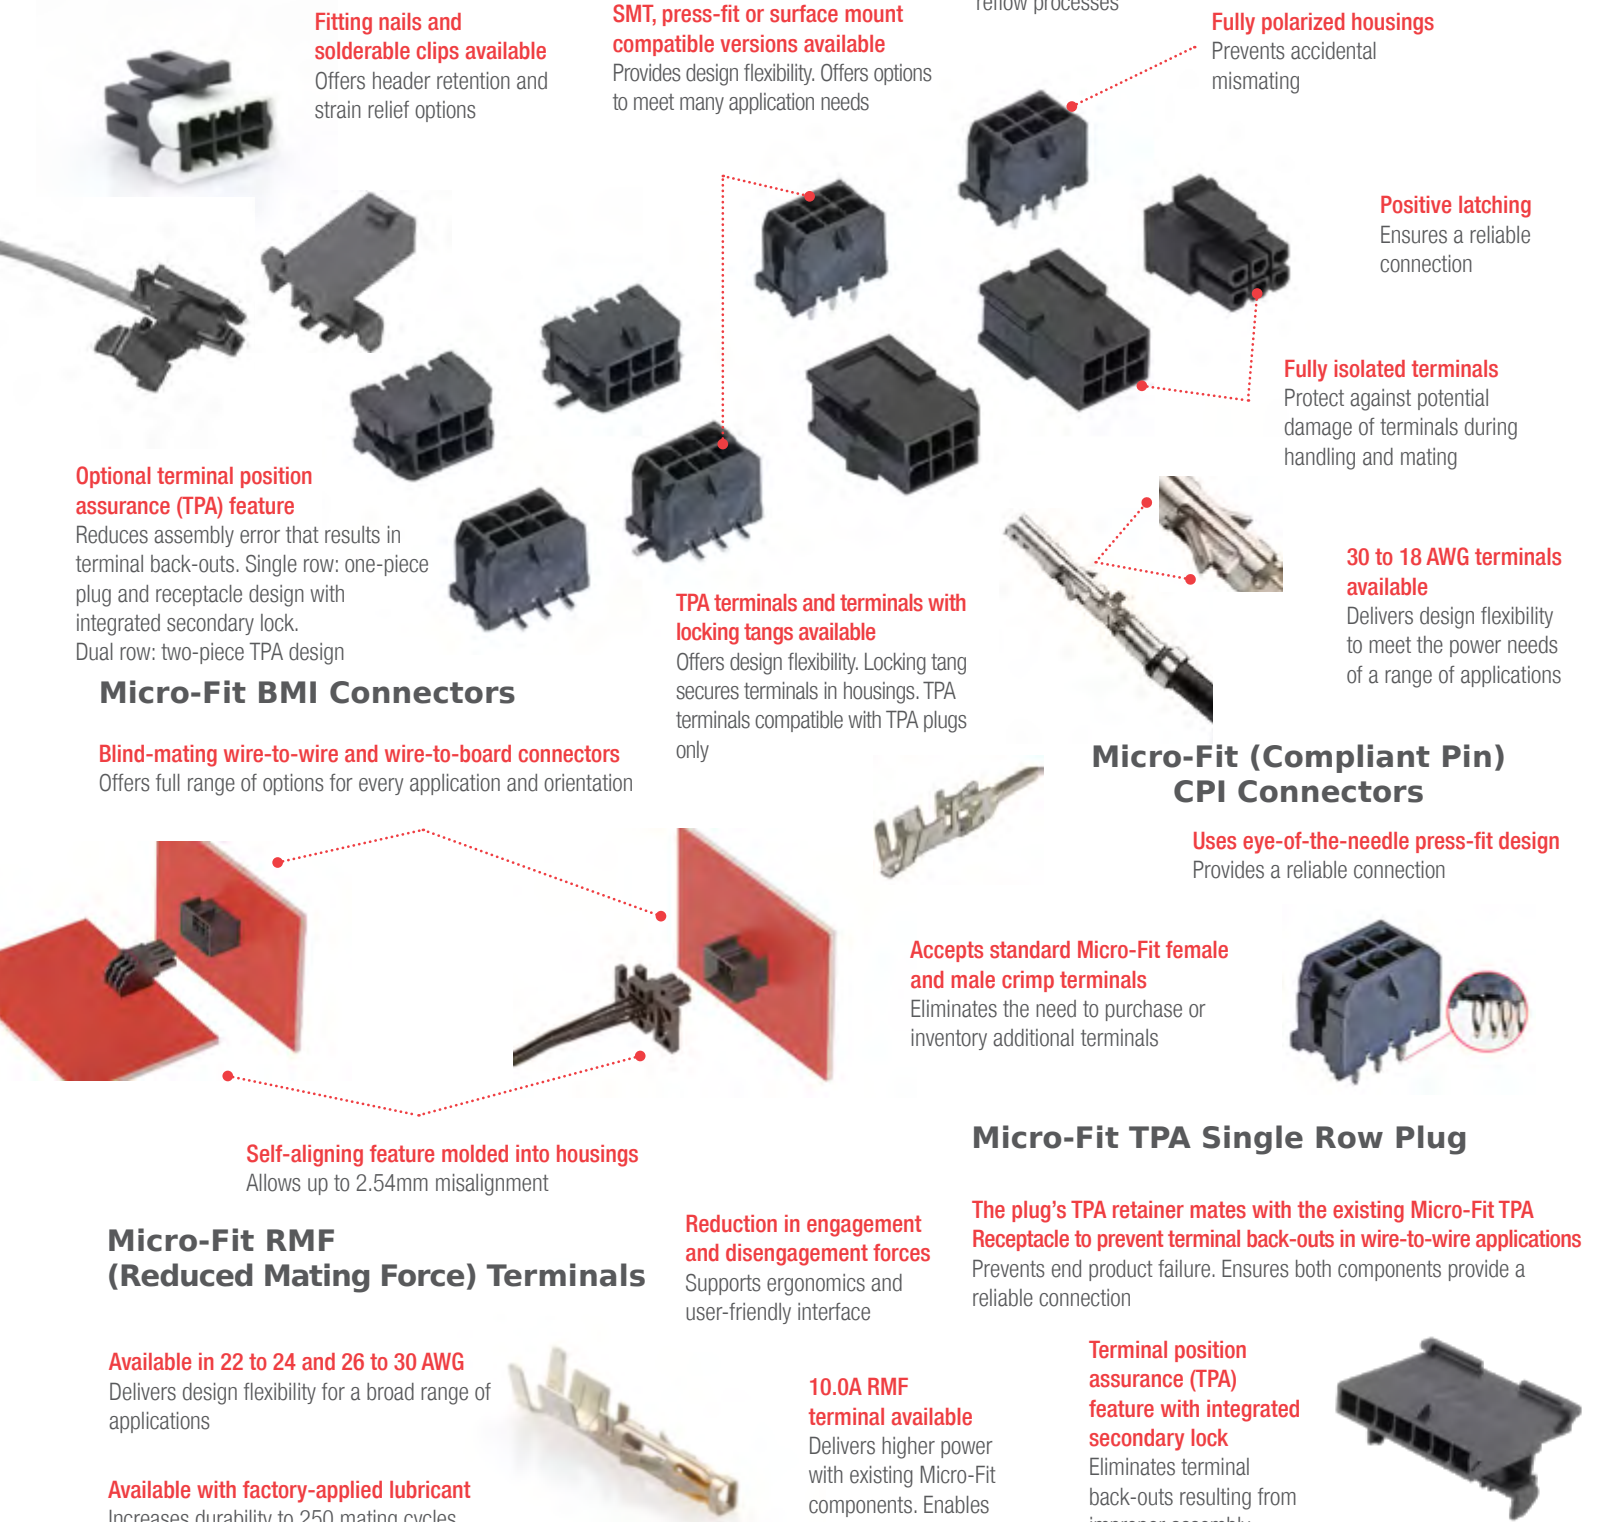 reflow processes
Fitting nails and
solderable clips available
Offers header retention and
strain relief options
SMT, press-fit or surface mount
compatible versions available
Provides design flexibility. Offers options
to meet many application needs
Fully polarized housings
Prevents accidental
mismating
Positive latching
Ensures a reliable
connection
Fully isolated terminals
Protect against potential
damage of terminals during
handling and mating
Optional terminal position
assurance (TPA) feature
Reduces assembly error that results in
terminal back-outs. Single row: one-piece
plug and receptacle design with
integrated secondary lock.
Dual row: two-piece TPA design
TPA terminals and terminals with
locking tangs available
Offers design flexibility. Locking tang
secures terminals in housings. TPA
terminals compatible with TPA plugs
only
30 to 18 AWG terminals
available
Delivers design flexibility
to meet the power needs
of a range of applications
Micro-Fit BMI Connectors
Blind-mating wire-to-wire and wire-to-board connectors
Offers full range of options for every application and orientation
Self-aligning feature molded into housings
Allows up to 2.54mm misalignment
Micro-Fit (Compliant Pin)
CPI Connectors
Uses eye-of-the-needle press-fit design
Provides a reliable connection
Accepts standard Micro-Fit female
and male crimp terminals
Eliminates the need to purchase or
inventory additional terminals
Micro-Fit RMF
(Reduced Mating Force) Terminals
Available in 22 to 24 and 26 to 30 AWG
Delivers design flexibility for a broad range of
applications
Available with factory-applied lubricant
Increases durability to 250 mating cycles
Reduction in engagement
and disengagement forces
Supports ergonomics and
user-friendly interface
10.0A RMF
terminal available
Delivers higher power
with existing Micro-Fit
components. Enables
Micro-Fit TPA Single Row Plug
The plug's TPA retainer mates with the existing Micro-Fit TPA
Receptacle to prevent terminal back-outs in wire-to-wire applications
Prevents end product failure. Ensures both components provide a
reliable connection
Terminal position
assurance (TPA)
feature with integrated
secondary lock
Eliminates terminal
back-outs resulting from
improper assembly